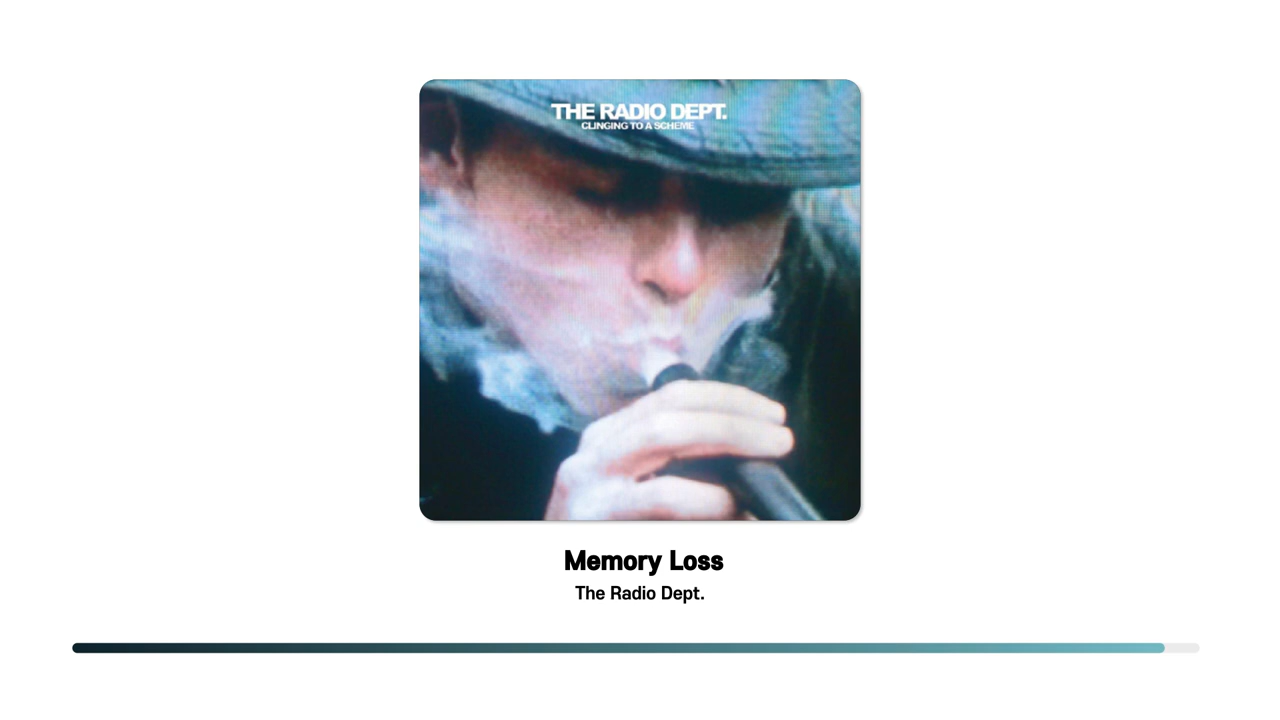 THE RADIO DEPT.
CLINGING TO A SCHEME
Memory Loss
The Radio Dept.